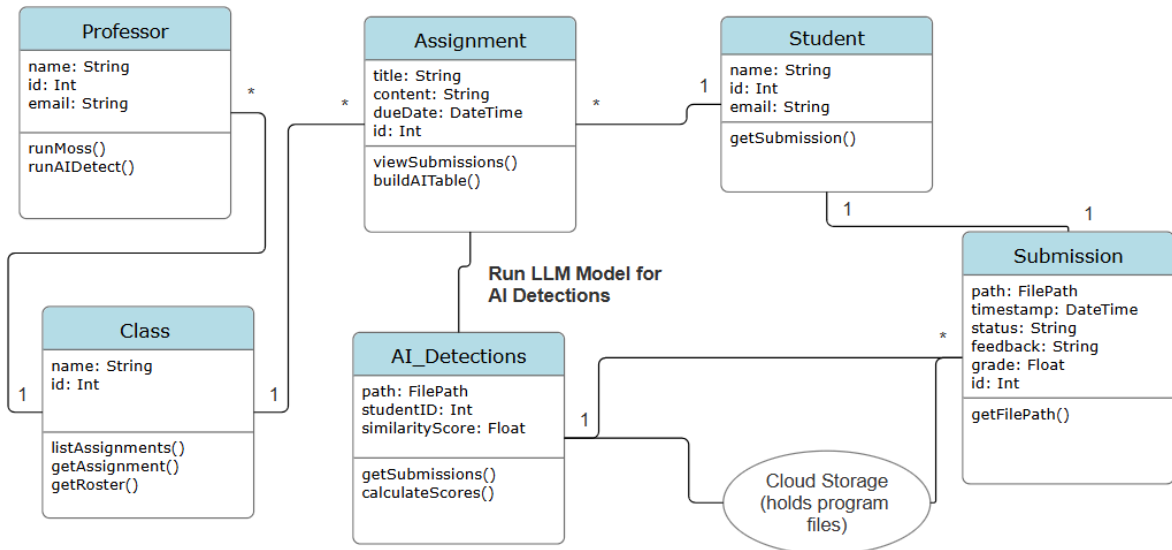 Professor
name: String
id: Int
email: String
runMoss()
runAIDetect()
*
Assignment
title: String
content: String
dueDate: DateTime
id: Int
viewSubmissions()
buildAITable()
*
*
Student
name: String
id: Int
email: String
getSubmission()
1
1
1
Run LLM Model for
AI Detections
Class
name: String
id: Int
listAssignments()
getAssignment()
getRoster()
1
1
AI_Detections
path: FilePath
studentID: Int
similarityScore: Float
getSubmissions()
calculateScores()
1
Submission
path: FilePath
timestamp: DateTime
status: String
feedback: String
grade: Float
id: Int
getFilePath()
*
Cloud Storage
(holds program
files)